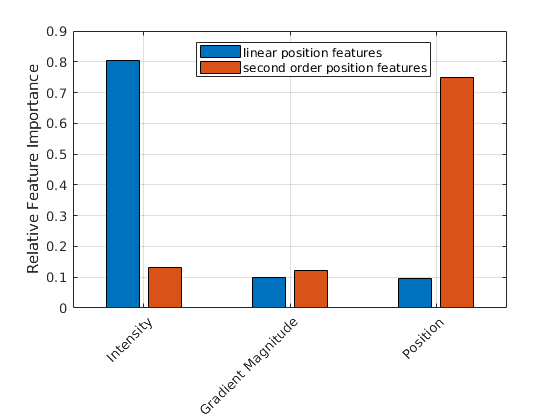 linear position features
second order position features
Relative Feature Importance
0.9
0.8
0.7
0.6
0.5
0.4
0.3
0.2
0.1
0
Intensity
Gradient Magnitude
Position